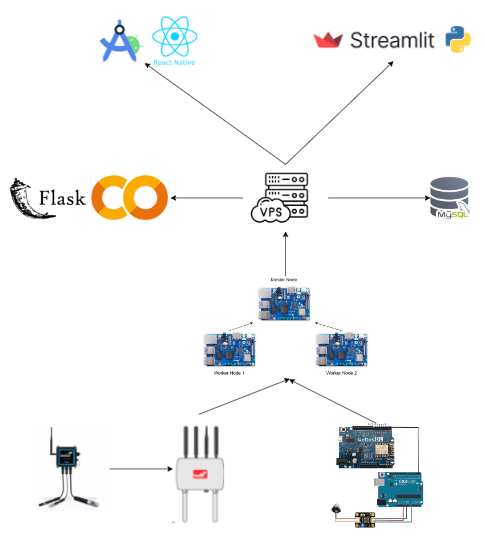 React Native
Streamlit
Flask
VPS
MySQL
Master Node
Worker Node 1
Worker Node 2